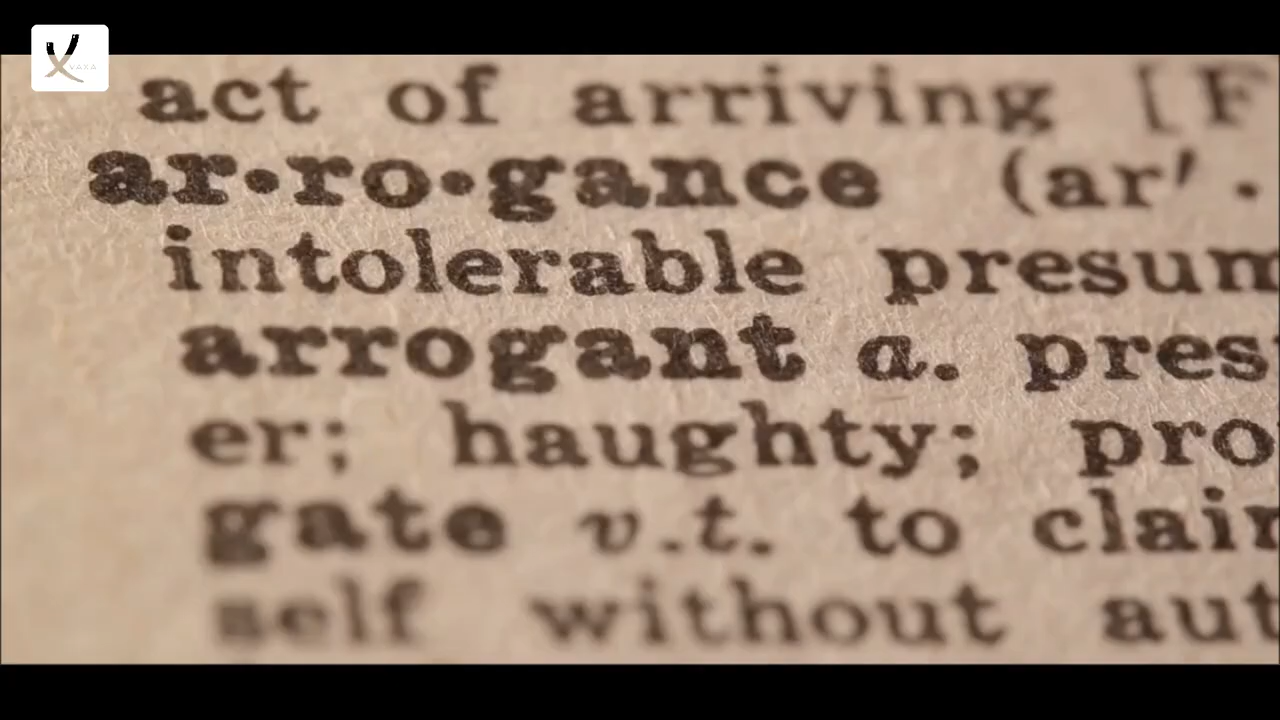 VAXA
act of arriving [F
ar·ro·gance (ar′·
intolerable presum
arrogant a. pres
er; haughty; pro
gate v.t. to clai
self without aut